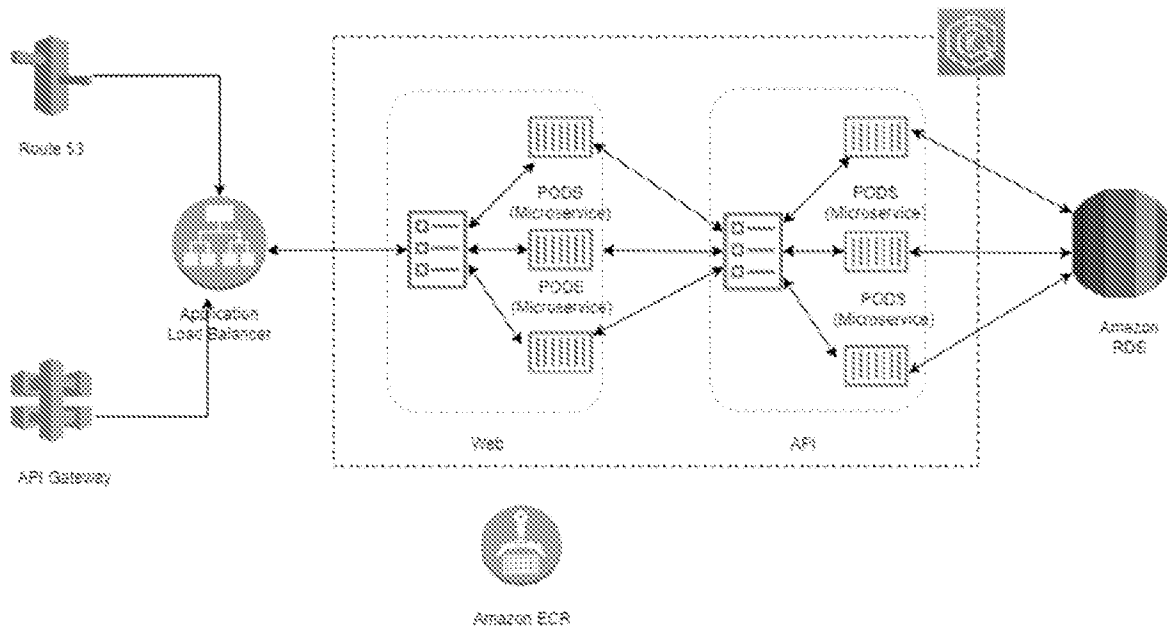 Route 53
PODS
(Microservice)
PODS
(Microservice)
PODS
(Microservice)
PODS
(Microservice)
Application
Load Balancer
Amazon
RDS
Web
API
API Gateway
Amazon ECR